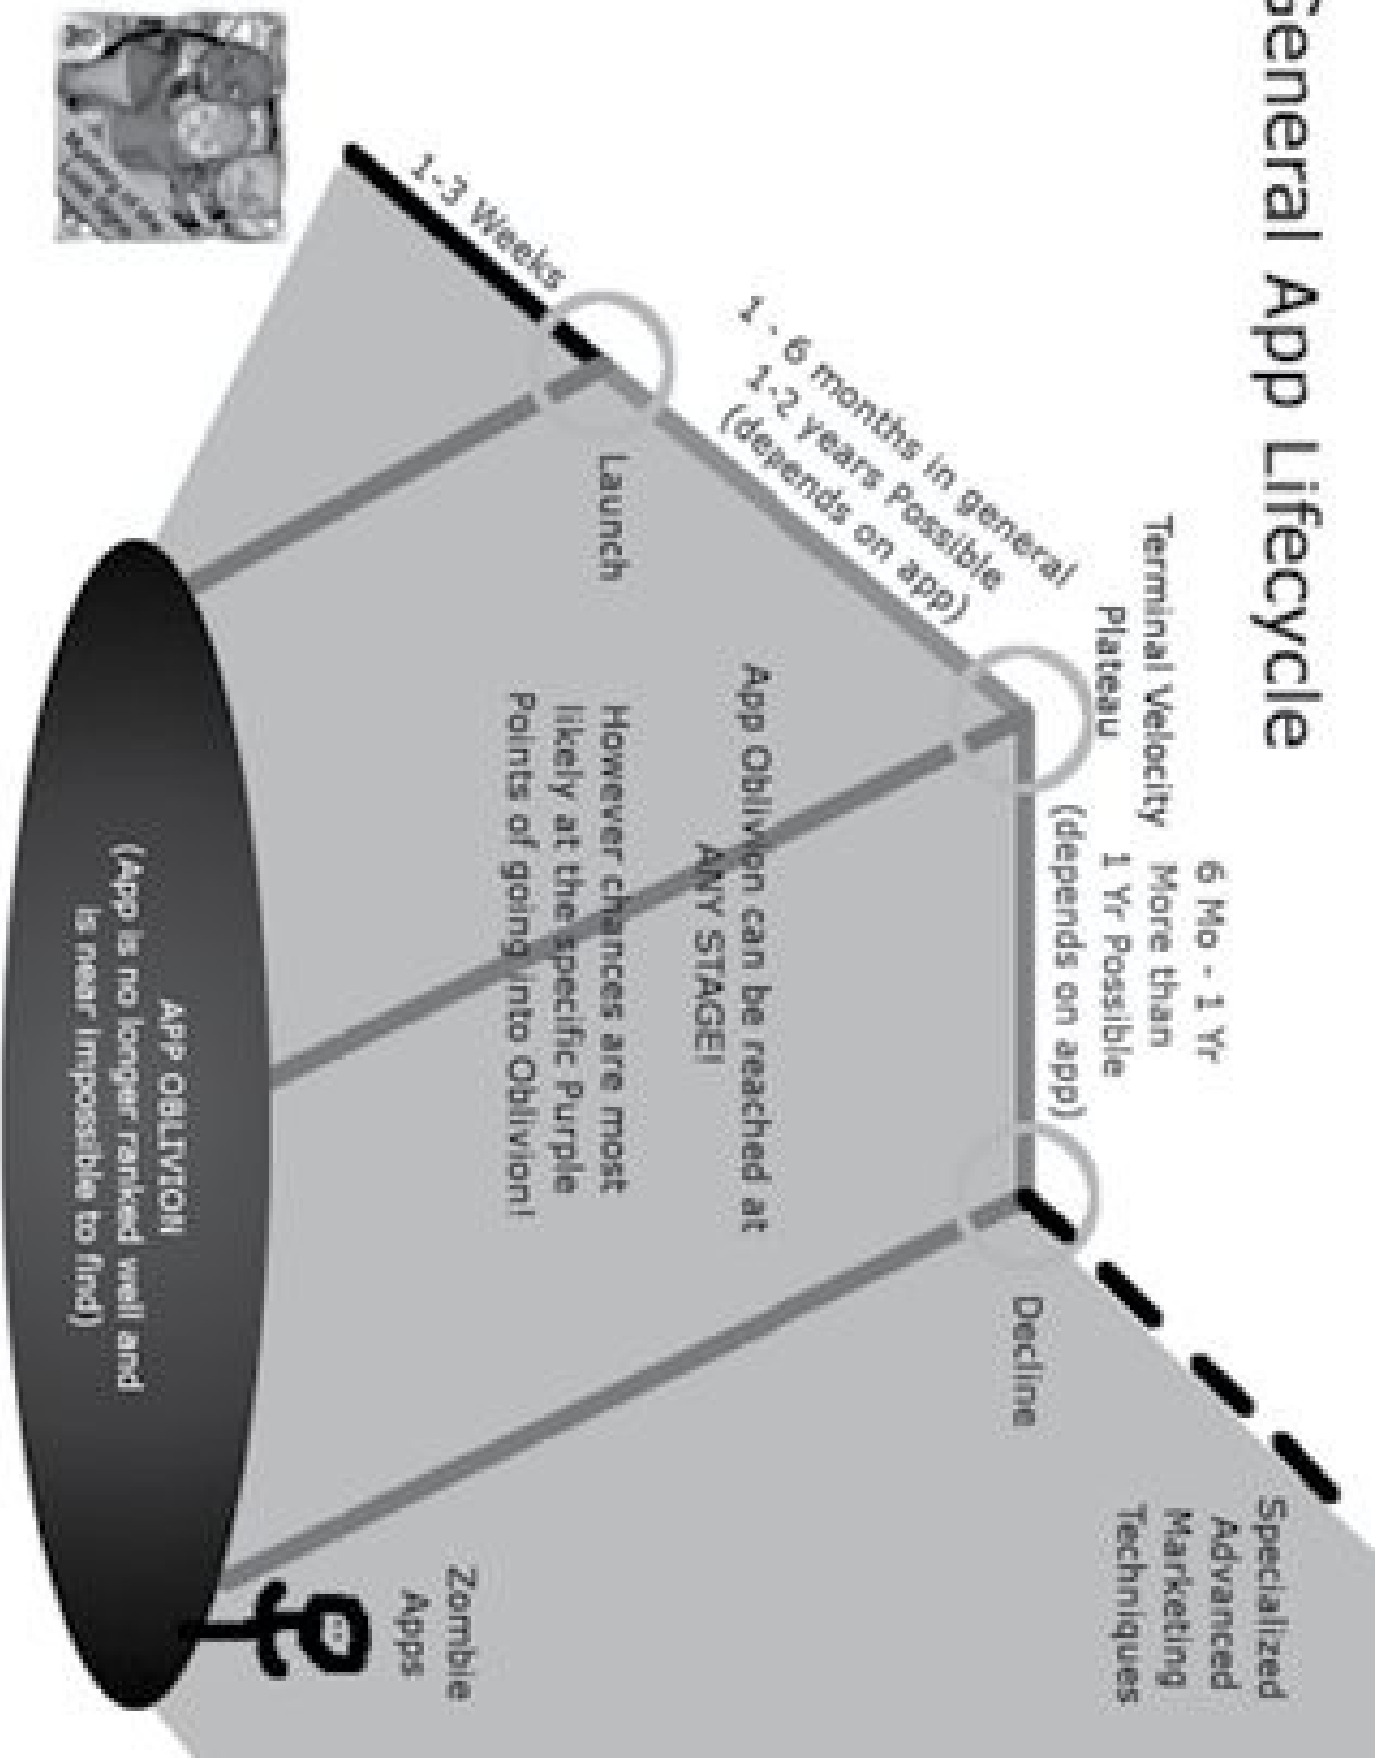 General App Lifecycle
6 Mo - 1 Yr
More than
1 Yr Possible
(depends on app)
Terminal Velocity
Plateau
1 - 6 months in general
1-2 years Possible
(depends on app)
1-3 Weeks
Launch
Decline
Specialized
Advanced
Marketing
Techniques
App Oblivion can be reached at
ANY STAGE!
However chances are most
likely at the specific Purple
Points of going into Oblivion!
Zombie
Apps
APP OBLIVION
(App is no longer ranked well and
is near impossible to find)
Mystery of the